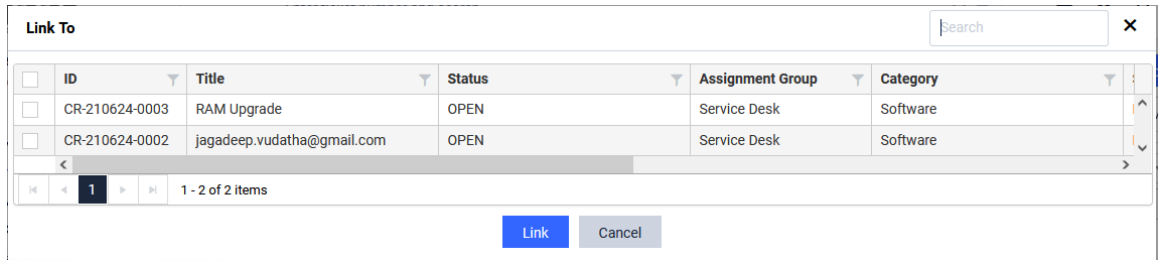 Link To
Search
ID Title Status Assignment Group Category
CR-210624-0003 RAM Upgrade OPEN Service Desk Software
CR-210624-0002 jagadeep.vudatha@gmail.com OPEN Service Desk Software
1 1 - 2 of 2 items
Link Cancel